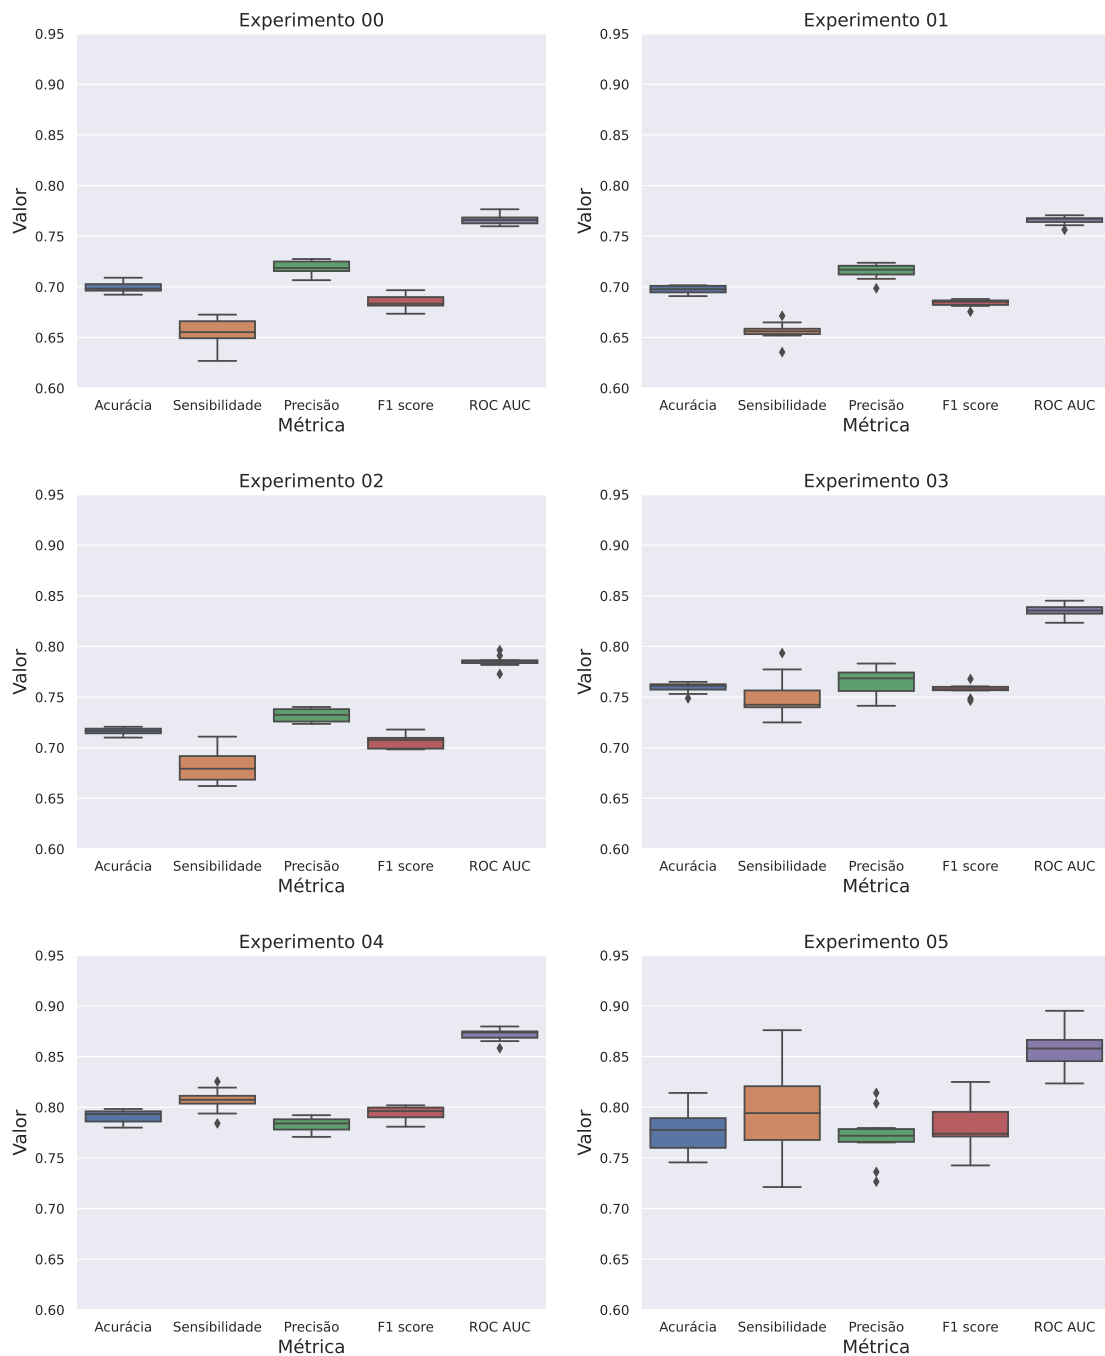 Experimento 00
0.95
0.90
0.85
0.80
0.75
0.70
0.65
0.60
Valor
Acurácia Sensibilidade Precisão F1 score ROC AUC
Métrica
Experimento 01
0.95
0.90
0.85
0.80
0.75
0.70
0.65
0.60
Valor
Acurácia Sensibilidade Precisão F1 score ROC AUC
Métrica
Experimento 02
0.95
0.90
0.85
0.80
0.75
0.70
0.65
0.60
Valor
Acurácia Sensibilidade Precisão F1 score ROC AUC
Métrica
Experimento 03
0.95
0.90
0.85
0.80
0.75
0.70
0.65
0.60
Valor
Acurácia Sensibilidade Precisão F1 score ROC AUC
Métrica
Experimento 04
0.95
0.90
0.85
0.80
0.75
0.70
0.65
0.60
Valor
Acurácia Sensibilidade Precisão F1 score ROC AUC
Métrica
Experimento 05
0.95
0.90
0.85
0.80
0.75
0.70
0.65
0.60
Valor
Acurácia Sensibilidade Precisão F1 score ROC AUC
Métrica